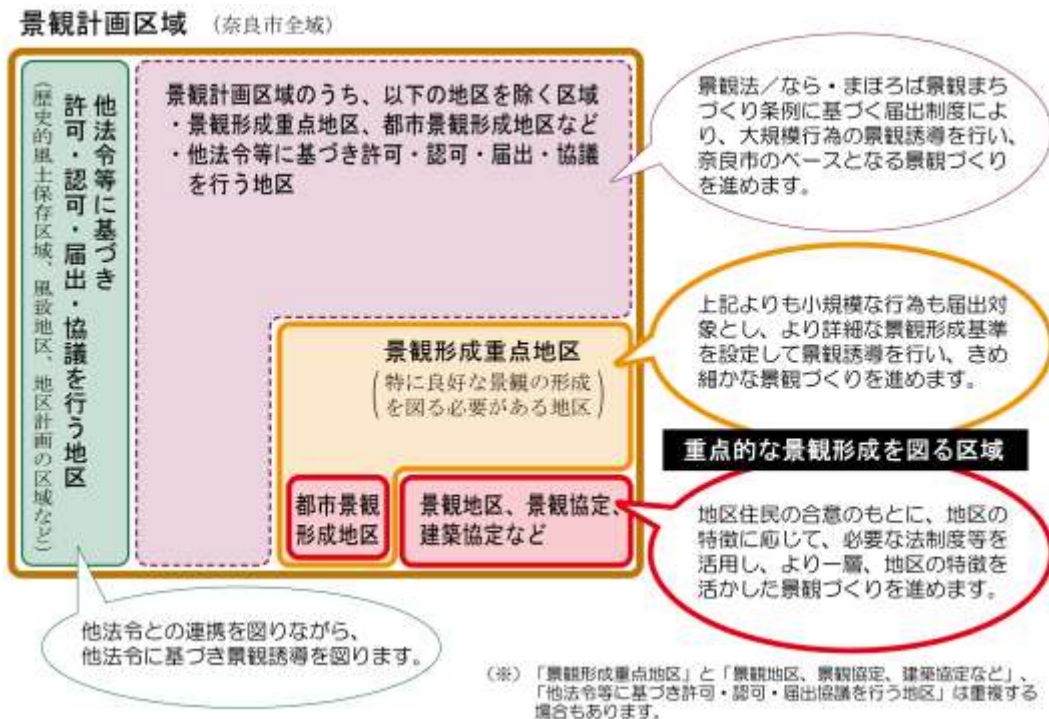 景観計画区域 （奈良市全域）
他法令等に基づき
許可・認可・届出・協議を行う地区
（歴史的風土保存区域、風致地区、地区計画の区域など）
景観計画区域のうち、以下の地区を除く区域
・景観形成重点地区、都市景観形成地区など
・他法令等に基づき許可・認可・届出・協議
を行う地区
景観法／なら・まほろば景観まち
づくり条例に基づく届出制度によ
り、大規模行為の景観誘導を行い、
奈良市のベースとなる景観づくり
を進めます。
景観形成重点地区
（特に良好な景観の形成
を図る必要がある地区）
上記よりも小規模な行為も届出対
象とし、より詳細な景観形成基準
を設定して景観誘導を行い、きめ
細かな景観づくりを進めます。
重点的な景観形成を図る区域
都市景観
形成地区
景観地区、景観協定、
建築協定など
地区住民の合意のもとに、地区の
特徴に応じて、必要な法制度等を
活用し、より一層、地区の特徴を
活かした景観づくりを進めます。
他法令との連携を図りながら、
他法令に基づき景観誘導を図ります。
（※）「景観形成重点地区」と「景観地区、景観協定、建築協定など」、
「他法令等に基づき許可・認可・届出協議を行う地区」は重複する
場合もあります。